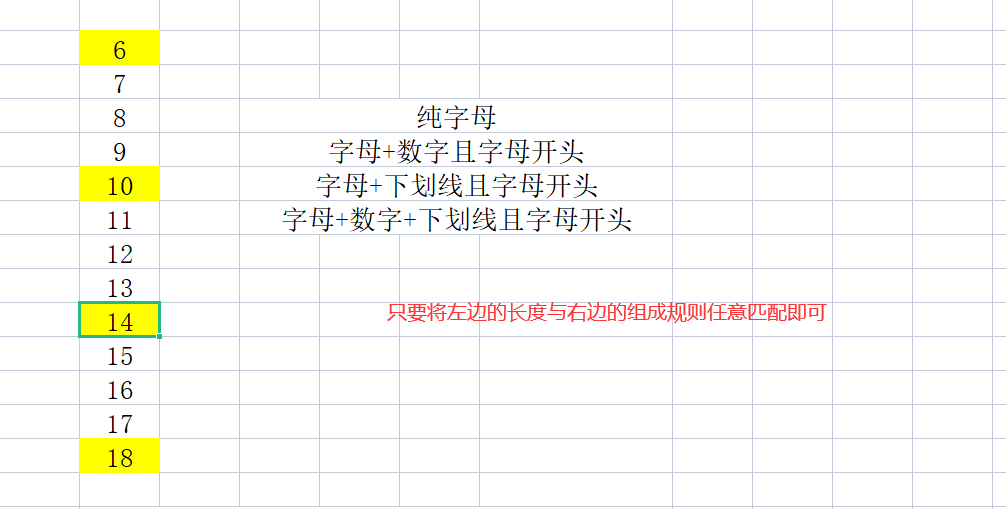 6
7
8 纯字母
9 字母+数字且字母开头
10 字母+下划线且字母开头
11 字母+数字+下划线且字母开头
12
13
只要将左边的长度与右边的组成规则任意匹配即可
14
15
16
17
18